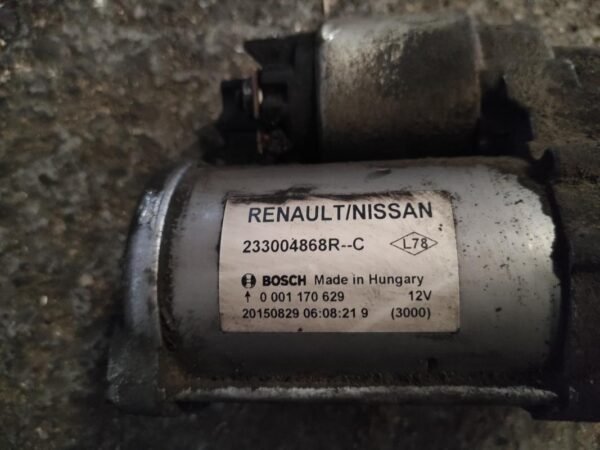 RENAULT/NISSAN
233004868R--C L78
BOSCH Made in Hungary
↑ 0 001 170 629 12V
20150829 06:08:21 9 (3000)